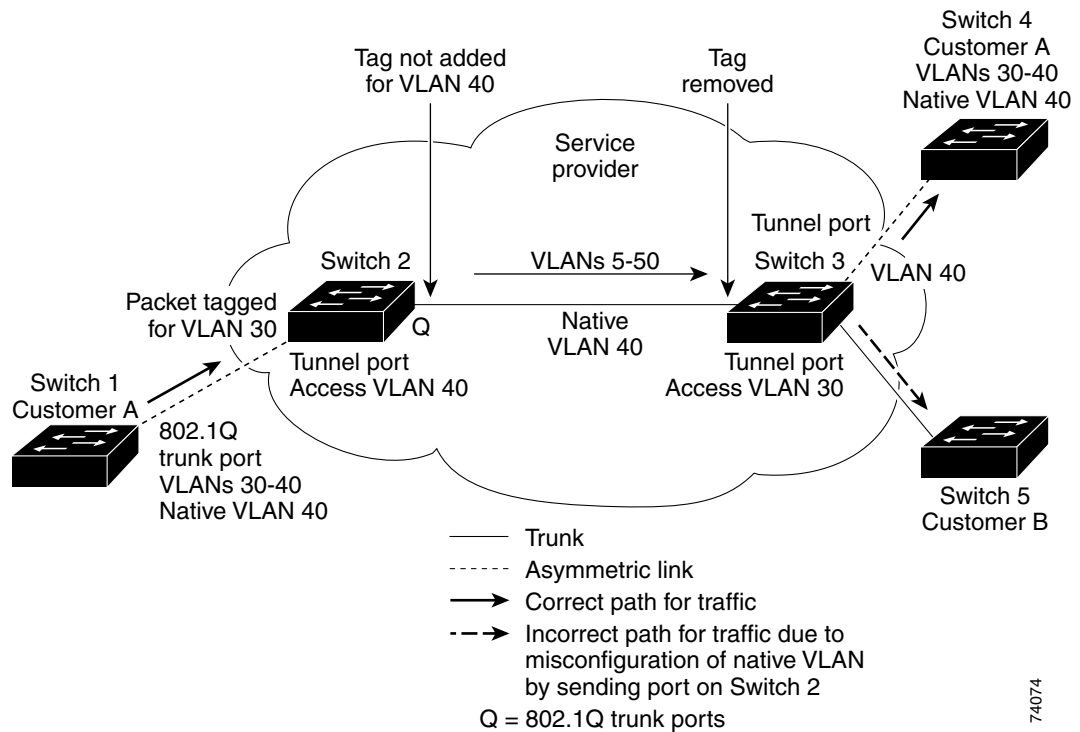 Tag not added
for VLAN 40
Tag
removed
Switch 4
Customer A
VLANs 30-40
Native VLAN 40
Service
provider
Tunnel port
VLAN 40
Switch 2
VLANs 5-50
Switch 3
Packet tagged
for VLAN 30
Q
Native
VLAN 40
Tunnel port
Access VLAN 40
Tunnel port
Access VLAN 30
Switch 1
Customer A
802.1Q
trunk port
VLANs 30-40
Native VLAN 40
Switch 5
Customer B
Trunk
Asymmetric link
Correct path for traffic
Incorrect path for traffic due to
misconfiguration of native VLAN
by sending port on Switch 2
Q = 802.1Q trunk ports
74074